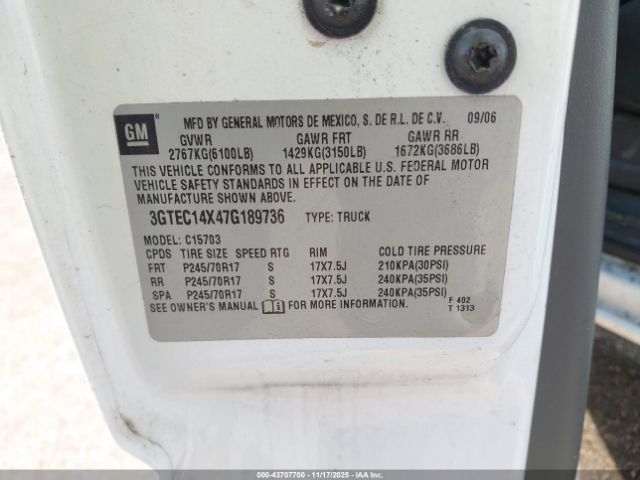 GM
MFD BY GENERAL MOTORS DE MEXICO, S. DE R.L. DE C.V. 09/06
GVWR GAWR FRT GAWR RR
2767KG(6100LB) 1429KG(3150LB) 1672KG(3686LB)
THIS VEHICLE CONFORMS TO ALL APPLICABLE U.S. FEDERAL MOTOR
VEHICLE SAFETY STANDARDS IN EFFECT ON THE DATE OF
MANUFACTURE SHOWN ABOVE.
3GTEC14X47G189736 TYPE: TRUCK
MODEL: C15703
CPDS TIRE SIZE SPEED RTG RIM COLD TIRE PRESSURE
FRT P245/70R17 S 17X7.5J 210KPA(30PSI)
RR P245/70R17 S 17X7.5J 240KPA(35PSI)
SPA P245/70R17 S 17X7.5J 240KPA(35PSI)
SEE OWNER'S MANUAL FOR MORE INFORMATION.
F 402
T 1313
000-43707700 - 11/17/2025 - IAADALLAS